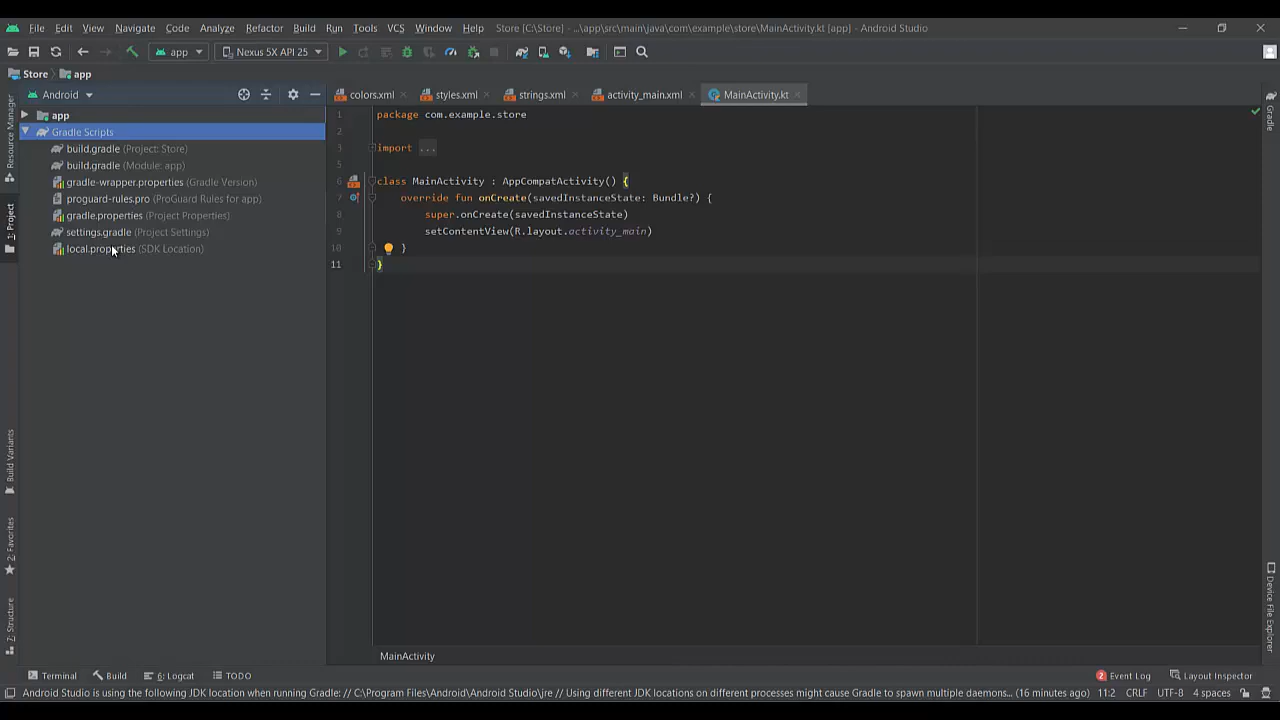 File Edit View Navigate Code Analyze Refactor Build Run Tools VCS Window Help Store [C:\Store] - ...\app\src\main\java\com\example\store\MainActivity.kt [app] - Android Studio
app Nexus 5X API 25
Store app
Android colors.xml styles.xml strings.xml activity_main.xml MainActivity.kt
app
Gradle Scripts
build.gradle (Project: Store)
build.gradle (Module: app)
gradle-wrapper.properties (Gradle Version)
proguard-rules.pro (ProGuard Rules for app)
gradle.properties (Project Properties)
settings.gradle (Project Settings)
local.properties (SDK Location)
1 package com.example.store
2
3 import ...
5
6 class MainActivity : AppCompatActivity() {
7 override fun onCreate(savedInstanceState: Bundle?) {
8 super.onCreate(savedInstanceState)
9 setContentView(R.layout.activity_main)
10 }
11 }
MainActivity
Resource Manager
1: Project
Build Variants
2: Favorites
7: Structure
Gradle
Device File Explorer
Terminal Build 6: Logcat TODO 2 Event Log Layout Inspector
Android Studio is using the following JDK location when running Gradle: // C:\Program Files\Android\Android Studio\jre // Using different JDK locations on different processes might cause Gradle to spawn multiple daemons... (16 minutes ago) 11:2 CRLF UTF-8 4 spaces